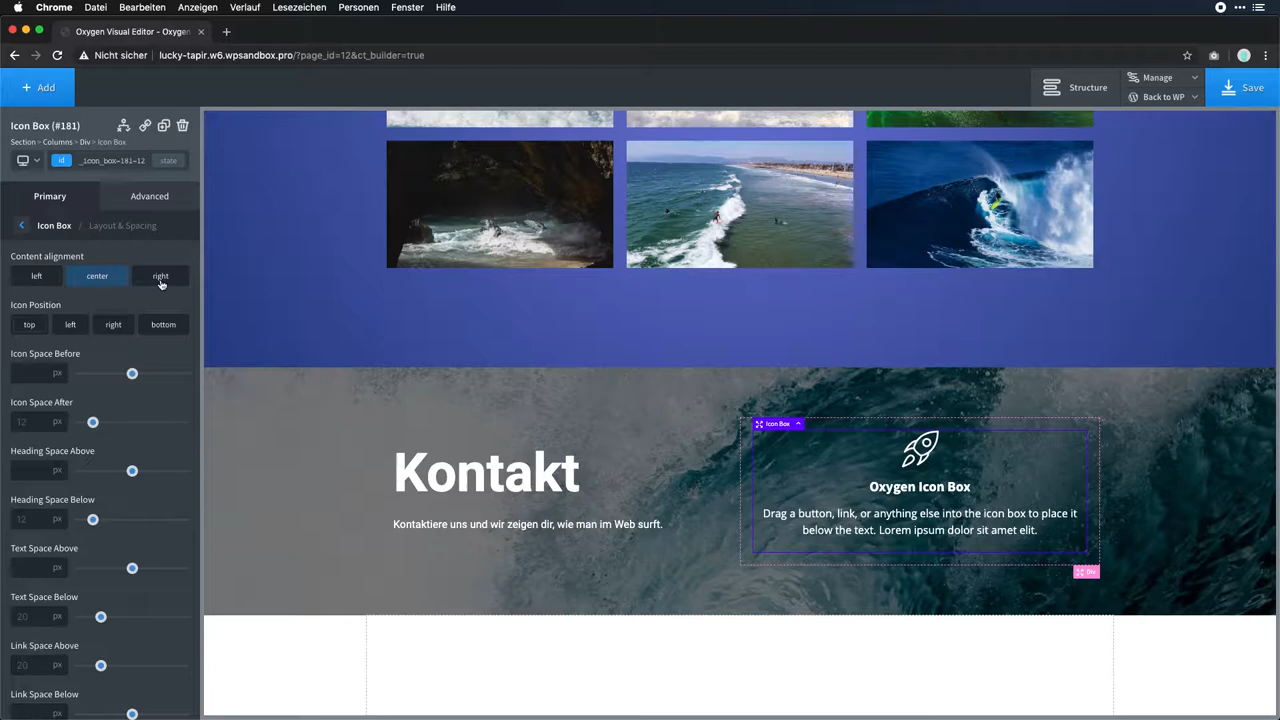 Chrome Datei Bearbeiten Anzeigen Verlauf Lesezeichen Personen Fenster Hilfe
Oxygen Visual Editor - Oxygen
Nicht sicher lucky-tapir.w6.wpsandbox.pro/?page_id=12&ct_builder=true
+ Add
Structure
Manage
Back to WP
Save
Icon Box (#181)
Section > Columns > Div > Icon Box
id _icon_box-181-12 state
Primary Advanced
Icon Box / Layout & Spacing
Content alignment
left center right
Icon Position
top left right bottom
Icon Space Before
px
Icon Space After
12 px
Heading Space Above
px
Heading Space Below
12 px
Text Space Above
px
Text Space Below
20 px
Link Space Above
20 px
Link Space Below
px
Icon Box
Kontakt
Kontaktiere uns und wir zeigen dir, wie man im Web surft.
Oxygen Icon Box
Drag a button, link, or anything else into the icon box to place it
below the text. Lorem ipsum dolor sit amet elit.
Div